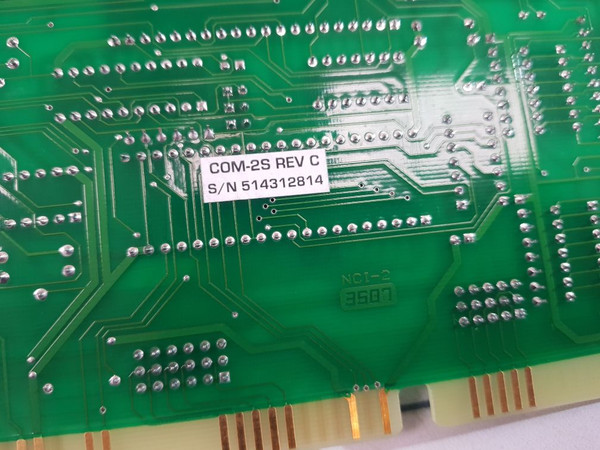 COM-2S REV C
S/N 514312814
NCI-2
3507